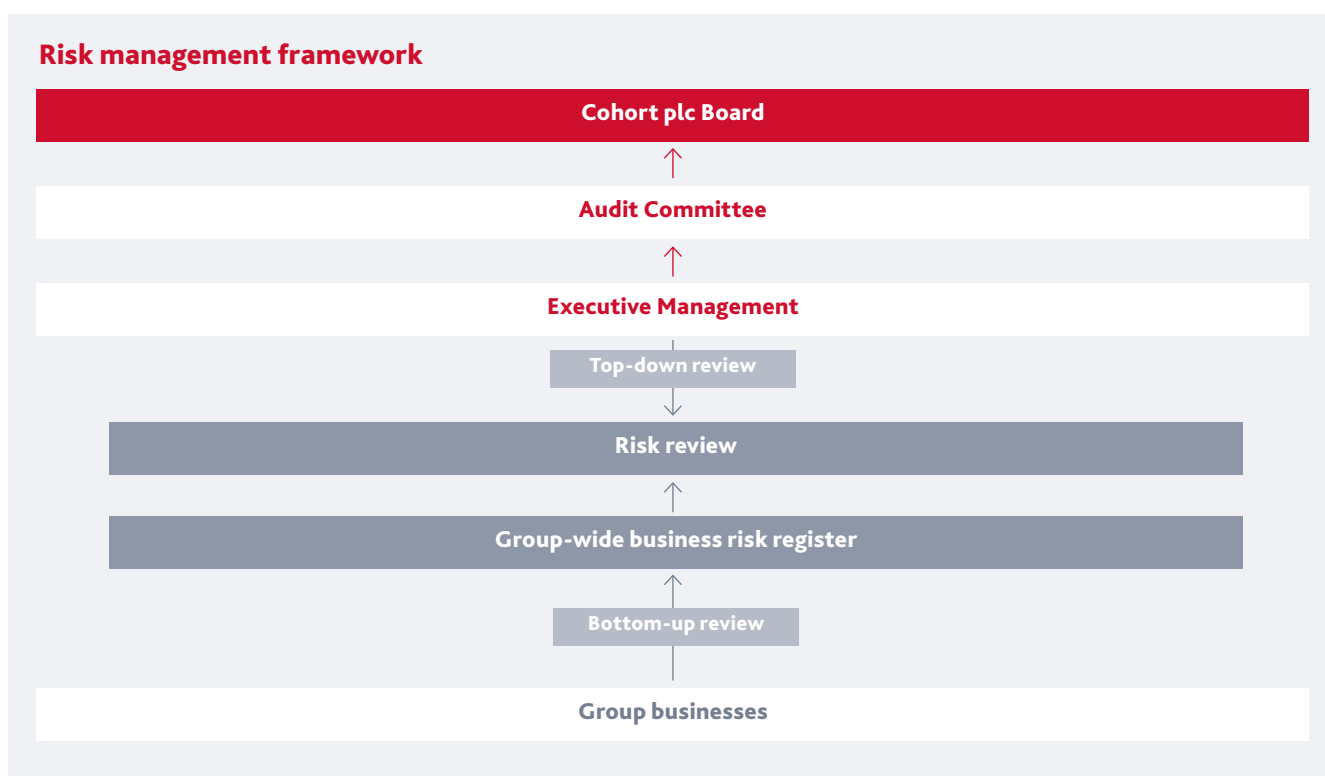 Risk management framework
Cohort plc Board
Audit Committee
Executive Management
Top-down review
Risk review
Group-wide business risk register
Bottom-up review
Group businesses